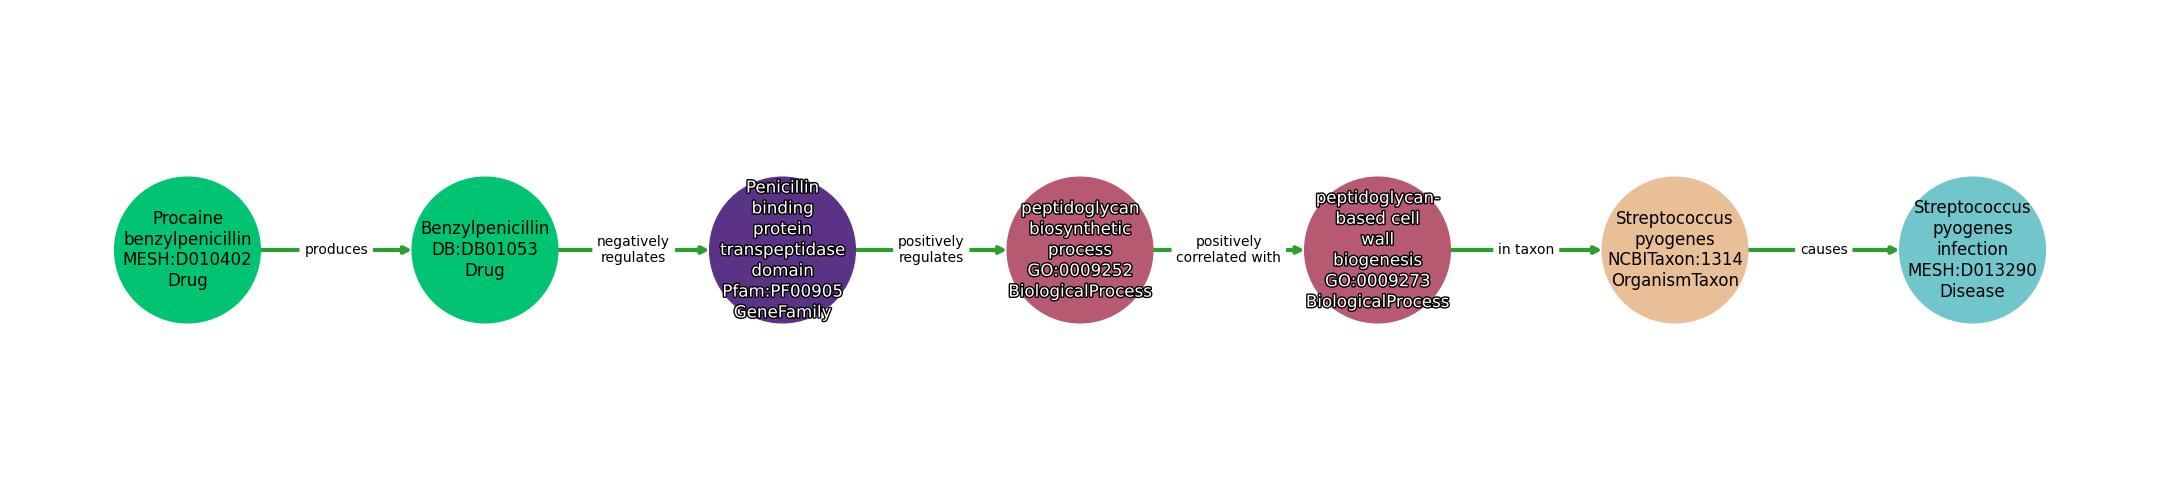 Procaine
benzylpenicillin
MESH:D010402
Drug
produces
Benzylpenicillin
DB:DB01053
Drug
negatively
regulates
Penicillin
binding
protein
transpeptidase
domain
Pfam:PF00905
GeneFamily
positively
regulates
peptidoglycan
biosynthetic
process
GO:0009252
BiologicalProcess
positively
correlated with
peptidoglycan-
based cell
wall
biogenesis
GO:0009273
BiologicalProcess
in taxon
Streptococcus
pyogenes
NCBITaxon:1314
OrganismTaxon
causes
Streptococcus
pyogenes
infection
MESH:D013290
Disease